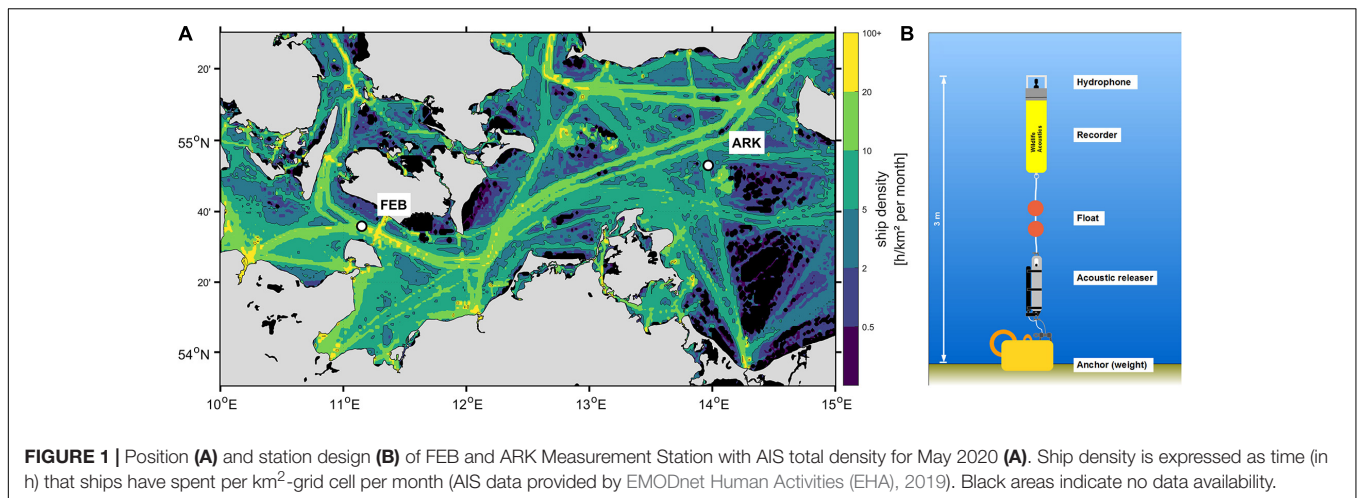 A
20'
55°N
40'
20'
54°N
10°E
11°E
12°E
13°E
14°E
15°E
FEB
ARK
100+
20
10
5
2
0.5
ship density
[h/km² per month]
B
3 m
Wildlife
Acoustics
Hydrophone
Recorder
Float
Acoustic releaser
Anchor (weight)
FIGURE 1 | Position (A) and station design (B) of FEB and ARK Measurement Station with AIS total density for May 2020 (A). Ship density is expressed as time (in
h) that ships have spent per km²-grid cell per month (AIS data provided by EMODnet Human Activities (EHA), 2019). Black areas indicate no data availability.